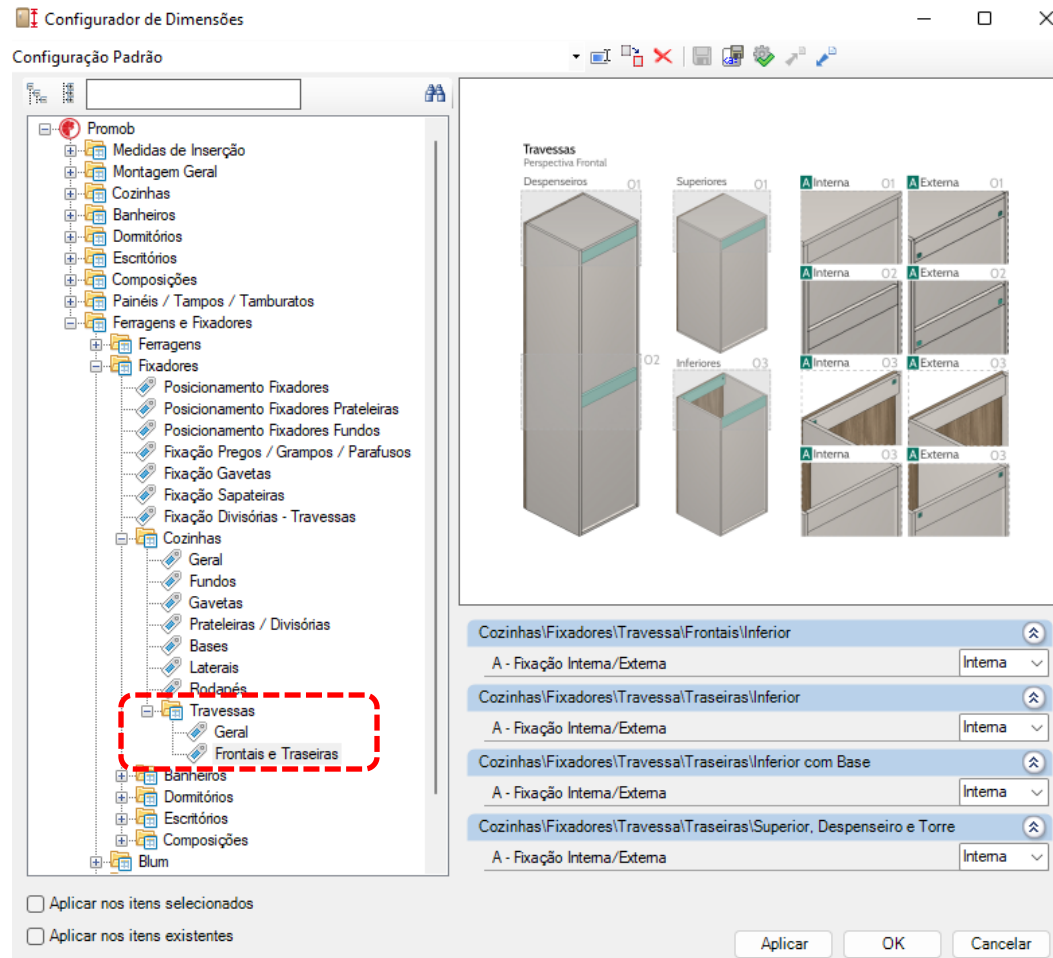 Configurador de Dimensões
Configuração Padrão
Promob
Medidas de Inserção
Montagem Geral
Cozinhas
Banheiros
Dormitórios
Escritórios
Composições
Painéis / Tampos / Tamburatos
Ferragens e Fixadores
Ferragens
Fixadores
Posicionamento Fixadores
Posicionamento Fixadores Prateleiras
Posicionamento Fixadores Fundos
Fixação Pregos / Grampos / Parafusos
Fixação Gavetas
Fixação Sapateiras
Fixação Divisórias - Travessas
Cozinhas
Geral
Fundos
Gavetas
Prateleiras / Divisórias
Bases
Laterais
Rodapés
Travessas
Geral
Frontais e Traseiras
Banheiros
Dormitórios
Escritórios
Composições
Blum
Travessas
Perspectiva Frontal
Despenseiros 01 Superiores 01 A Interna 01 A Externa 01
A Interna 02 A Externa 02
02 Inferiores 03 A Interna 03 A Externa 03
A Interna 03 A Externa 03
Cozinhas\Fixadores\Travessa\Frontais\Inferior
A - Fixação Interna/Externa Interna
Cozinhas\Fixadores\Travessa\Traseiras\Inferior
A - Fixação Interna/Externa Interna
Cozinhas\Fixadores\Travessa\Traseiras\Inferior com Base
A - Fixação Interna/Externa Interna
Cozinhas\Fixadores\Travessa\Traseiras\Superior, Despenseiro e Torre
A - Fixação Interna/Externa Interna
Aplicar nos itens selecionados
Aplicar nos itens existentes
Aplicar OK Cancelar